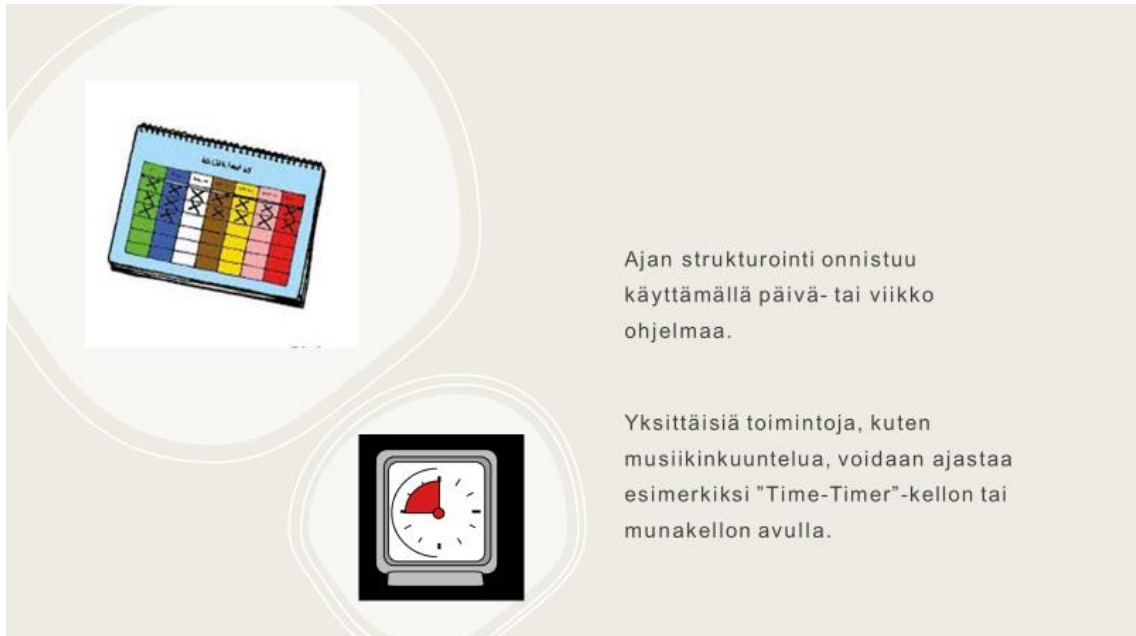 Ajan strukturointi onnistuu
käyttämällä päivä- tai viikko
ohjelmaa.
Yksittäisiä toimintoja, kuten
musiikinkuuntelua, voidaan ajastaa
esimerkiksi "Time-Timer”-kellon tai
munakellon avulla.